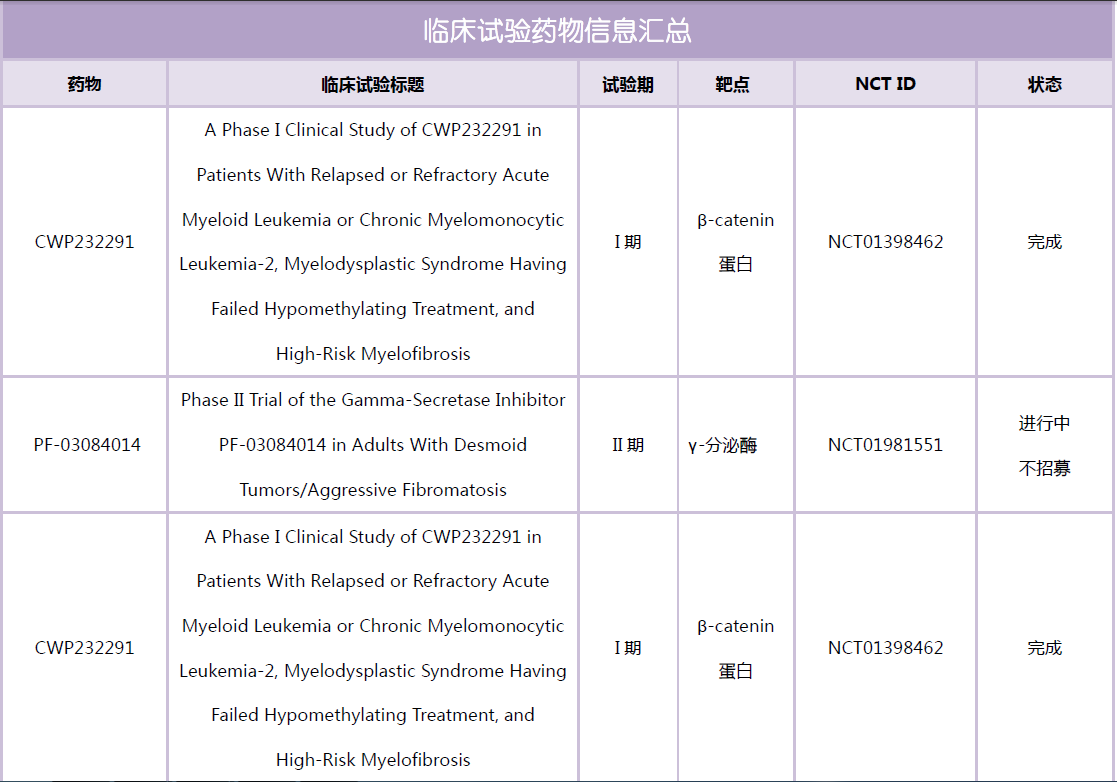 临床试验药物信息汇总
药物 临床试验标题 试验期 靶点 NCT ID 状态
CWP232291
A Phase I Clinical Study of CWP232291 in
Patients With Relapsed or Refractory Acute
Myeloid Leukemia or Chronic Myelomonocytic
Leukemia-2, Myelodysplastic Syndrome Having
Failed Hypomethylating Treatment, and
High-Risk Myelofibrosis
I 期
β-catenin
蛋白
NCT01398462
完成
PF-03084014
Phase II Trial of the Gamma-Secretase Inhibitor
PF-03084014 in Adults With Desmoid
Tumors/Aggressive Fibromatosis
II 期
γ-分泌酶
NCT01981551
进行中
不招募
CWP232291
A Phase I Clinical Study of CWP232291 in
Patients With Relapsed or Refractory Acute
Myeloid Leukemia or Chronic Myelomonocytic
Leukemia-2, Myelodysplastic Syndrome Having
Failed Hypomethylating Treatment, and
High-Risk Myelofibrosis
I 期
β-catenin
蛋白
NCT01398462
完成